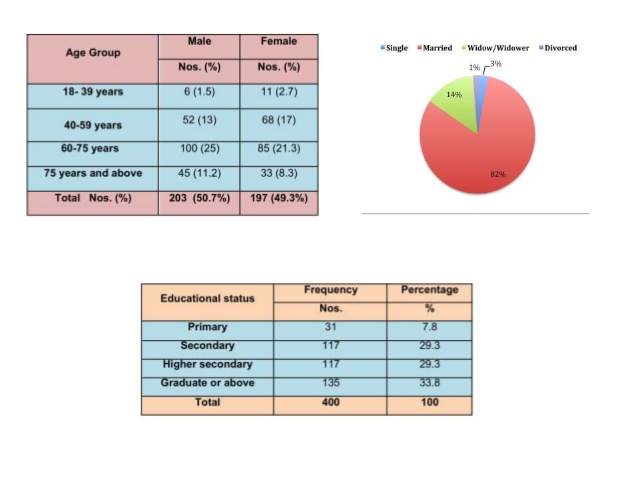 Age Group Male Female
Nos. (%) Nos. (%)
18- 39 years 6 (1.5) 11 (2.7)
40-59 years 52 (13) 68 (17)
60-75 years 100 (25) 85 (21.3)
75 years and above 45 (11.2) 33 (8.3)
Total Nos. (%) 203 (50.7%) 197 (49.3%)
Single Married Widow/Widower Divorced
1% 3%
14%
82%
Educational status Frequency Percentage
Nos. %
Primary 31 7.8
Secondary 117 29.3
Higher secondary 117 29.3
Graduate or above 135 33.8
Total 400 100